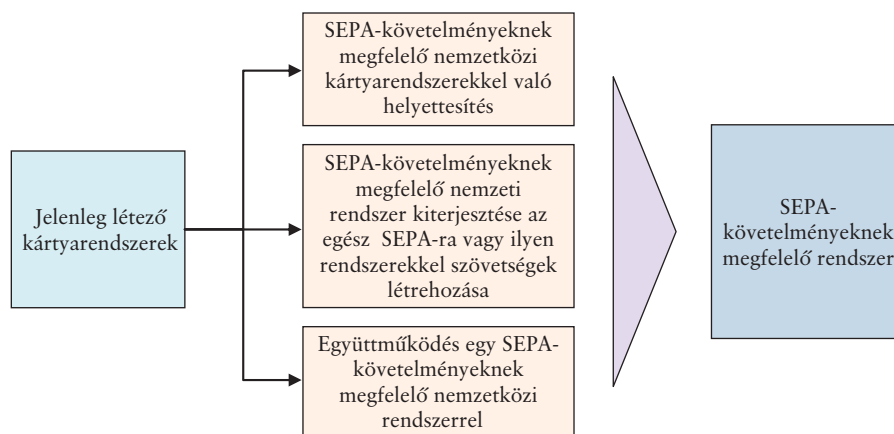 Jelenleg létező
kártyarendszerek
SEPA-követelményeknek
megfelelő nemzetközi
kártyarendszerekkel való
helyettesítés
SEPA-követelményeknek
megfelelő nemzeti
rendszer kiterjesztése az
egész SEPA-ra vagy ilyen
rendszerekkel szövetségek
létrehozása
Együttműködés egy SEPA-
követelményeknek
megfelelő nemzetközi
rendszerrel
SEPA-
követelményeknek
megfelelő rendszer